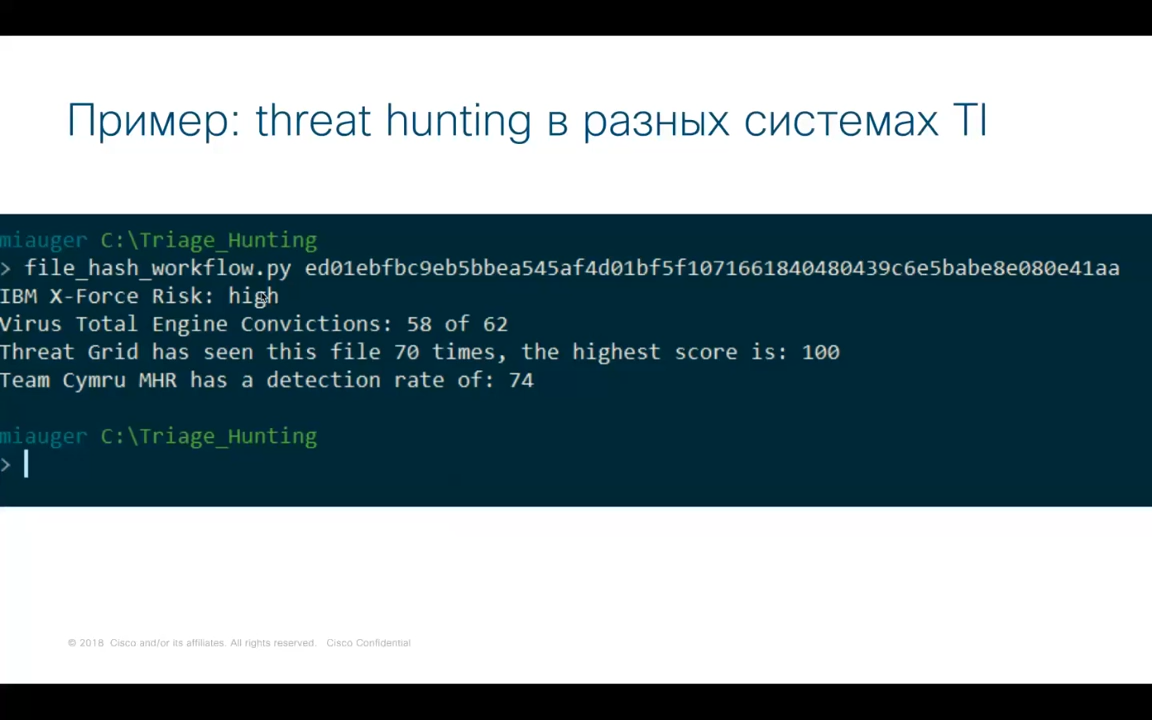 Пример: threat hunting в разных системах TI
miauger C:\Triage_Hunting
> file_hash_workflow.py ed01ebfbc9eb5bbea545af4d01bf5f1071661840480439c6e5babe8e080e41aa
IBM X-Force Risk: high
Virus Total Engine Convictions: 58 of 62
Threat Grid has seen this file 70 times, the highest score is: 100
Team Cymru MHR has a detection rate of: 74
miauger C:\Triage_Hunting
>
© 2018 Cisco and/or its affiliates. All rights reserved. Cisco Confidential